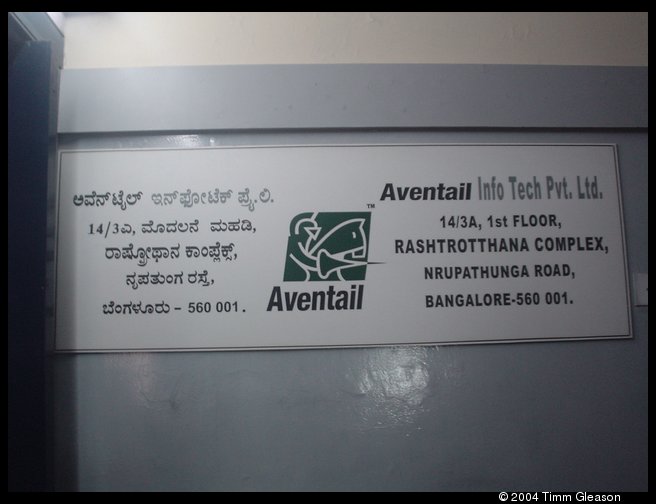 ಅವೆನ್‌ಟೈಲ್ ಇನ್‌ಫೋಟೆಕ್ ಪ್ರೈ.ಲಿ.
14/3ಎ, ಮೊದಲನೆ ಮಹಡಿ,
ರಾಷ್ಟ್ರೋಥಾನ ಕಾಂಪ್ಲೆಕ್ಸ್,
ನೃಪತುಂಗ ರಸ್ತೆ,
ಬೆಂಗಳೂರು – 560 001.
TM
Aventail
Aventail Info Tech Pvt. Ltd.
14/3A, 1st FLOOR,
RASHTROTTHANA COMPLEX,
NRUPATHUNGA ROAD,
BANGALORE-560 001.
© 2004 Timm Gleason